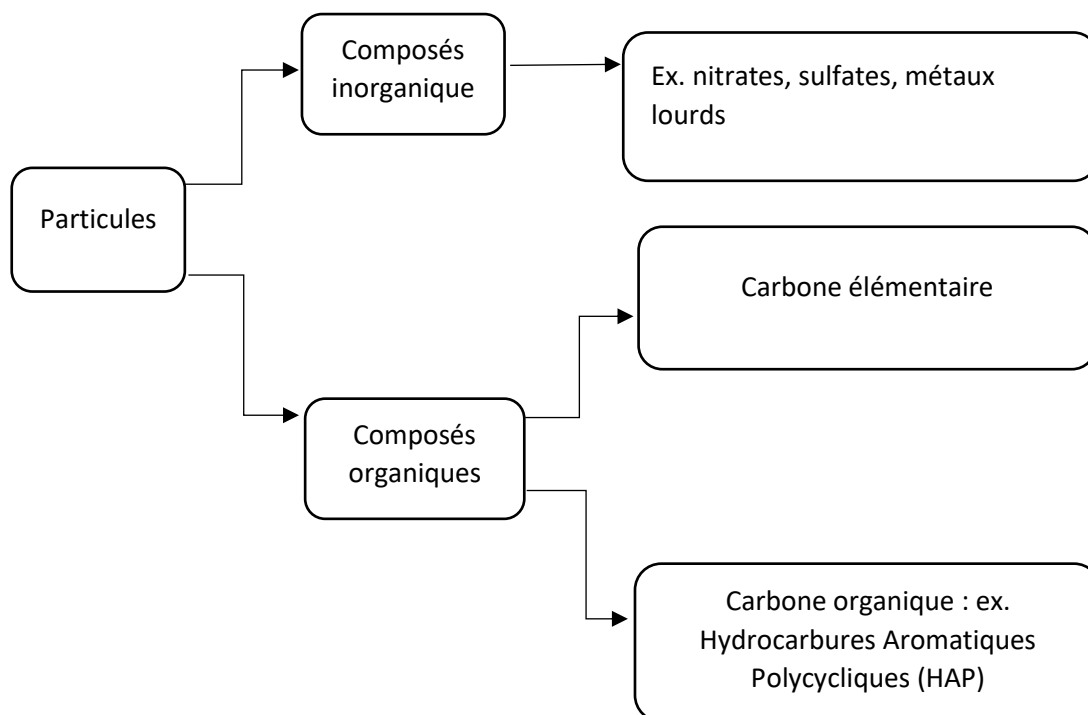 Composés
inorganique
Ex. nitrates, sulfates, métaux
lourds
Particules
Carbone élémentaire
Composés
organiques
Carbone organique : ex.
Hydrocarbures Aromatiques
Polycycliques (HAP)